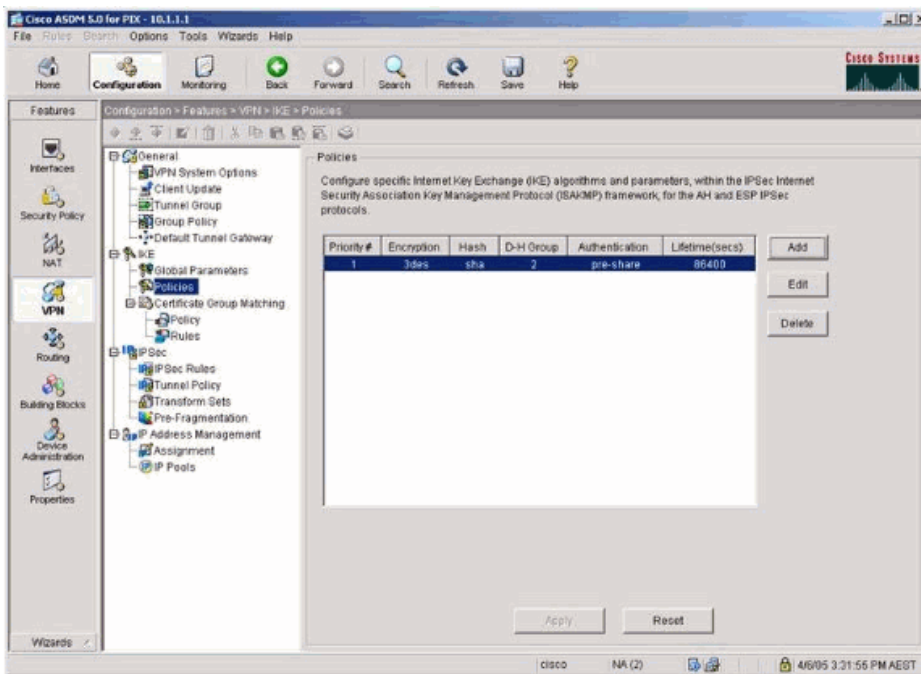 Cisco ASDM 5.0 for PIX - 10.1.1.1
File Rules Search Options Tools Wizards Help
Home Configuration Monitoring Back Forward Search Refresh Save Help
CISCO SYSTEMS
Features
Configuration > Features > VPN > IKE > Policies
Interfaces
Security Policy
NAT
VPN
Routing
Building Blocks
Device
Administration
Properties
Wizards
General
VPN System Options
Client Update
Tunnel Group
Group Policy
Default Tunnel Gateway
IKE
Global Parameters
Policies
Certificate Group Matching
Policy
Rules
IPSec
IPSec Rules
Tunnel Policy
Transform Sets
Pre-Fragmentation
IP Address Management
Assignment
IP Pools
Policies
Configure specific Internet Key Exchange (IKE) algorithms and parameters, within the IPSec Internet
Security Association Key Management Protocol (ISAKMP) framework, for the AH and ESP IPSec
protocols.
Priority # Encryption Hash D-H Group Authentication Lifetime(secs)
1 3des sha 2 pre-share 86400
Add
Edit
Delete
Apply Reset
cisco NA (2) 4/6/05 3:31:55 PM AEST